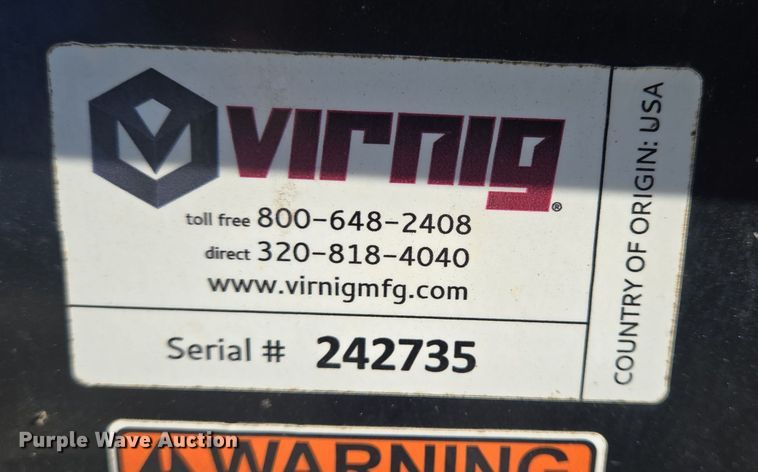 virnig®
toll free 800-648-2408
direct 320-818-4040
www.virnigmfg.com
Serial # 242735
COUNTRY OF ORIGIN: USA
WARNING
Purple Wave Auction